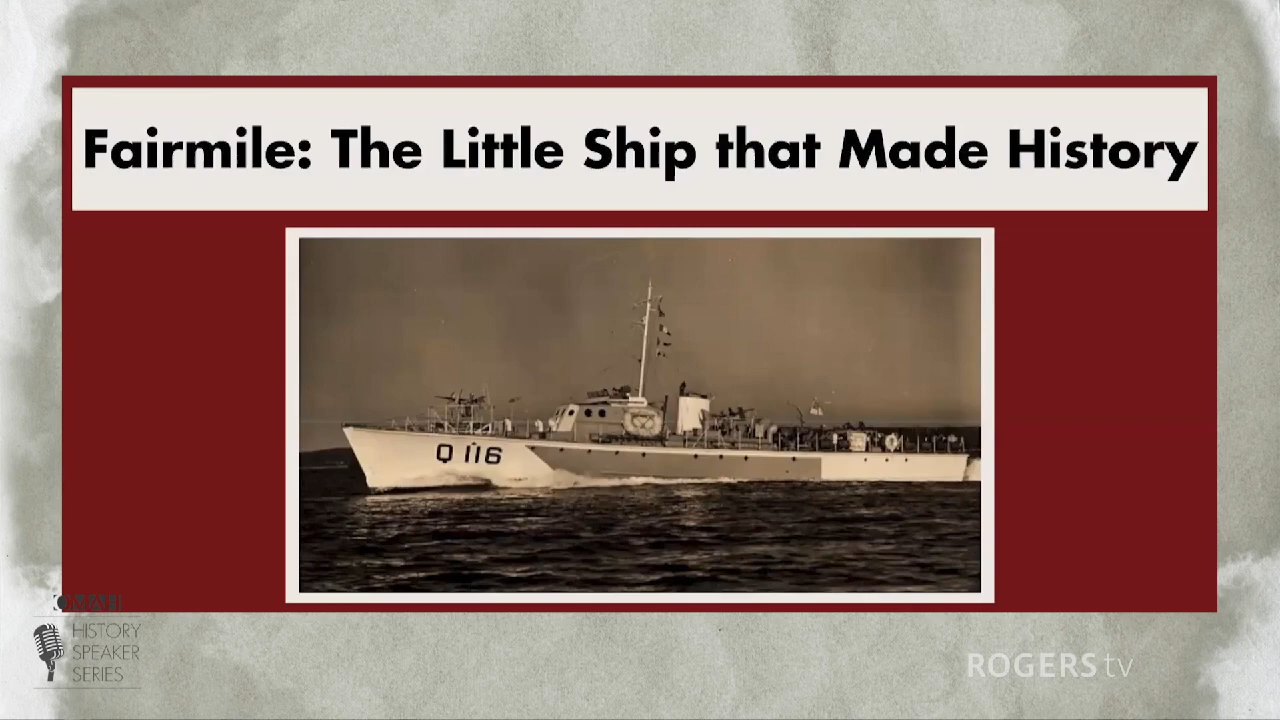 Fairmile: The Little Ship that Made History
Q 116
HISTORY
SPEAKER
SERIES
ROGERS tv